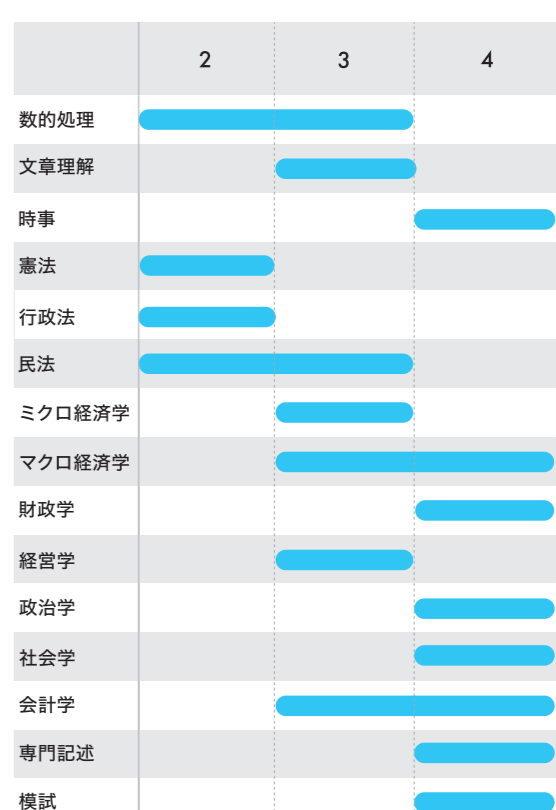 2 3 4
数的処理
文章理解
時事
憲法
行政法
民法
ミクロ経済学
マクロ経済学
財政学
経営学
政治学
社会学
会計学
専門記述
模試